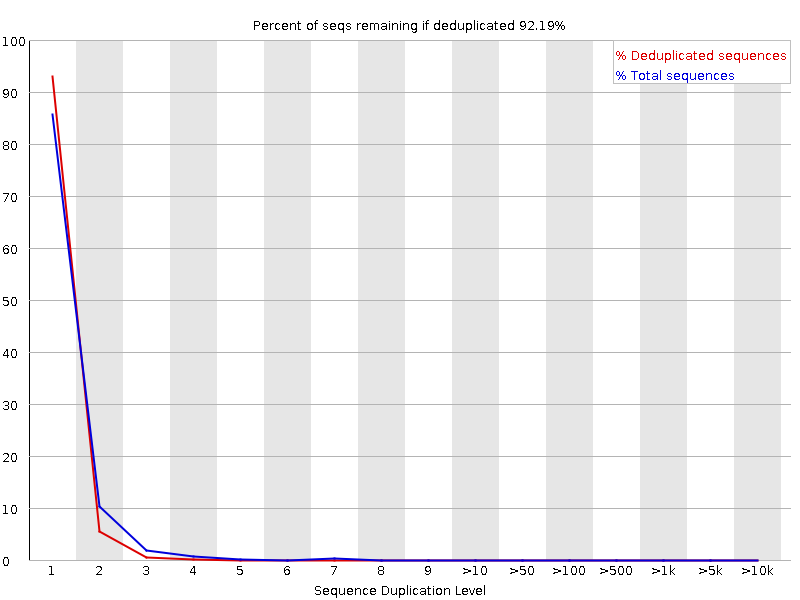 Percent of seqs remaining if deduplicated 92.19%
% Deduplicated sequences
% Total sequences
100
90
80
70
60
50
40
30
20
10
0
1 2 3 4 5 6 7 8 9 >10 >50 >100 >500 >1k >5k >10k
Sequence Duplication Level